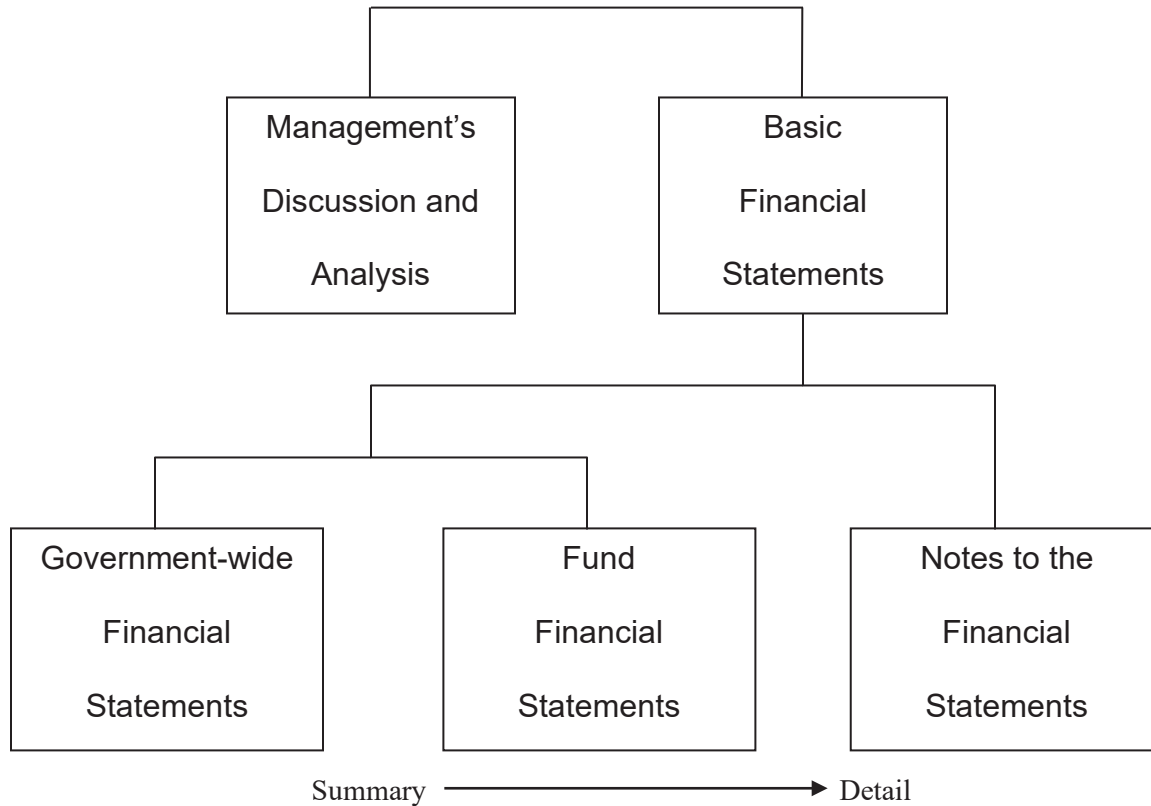 Management’s
Discussion and
Analysis
Basic
Financial
Statements
Government-wide
Financial
Statements
Fund
Financial
Statements
Notes to the
Financial
Statements
Summary
Detail